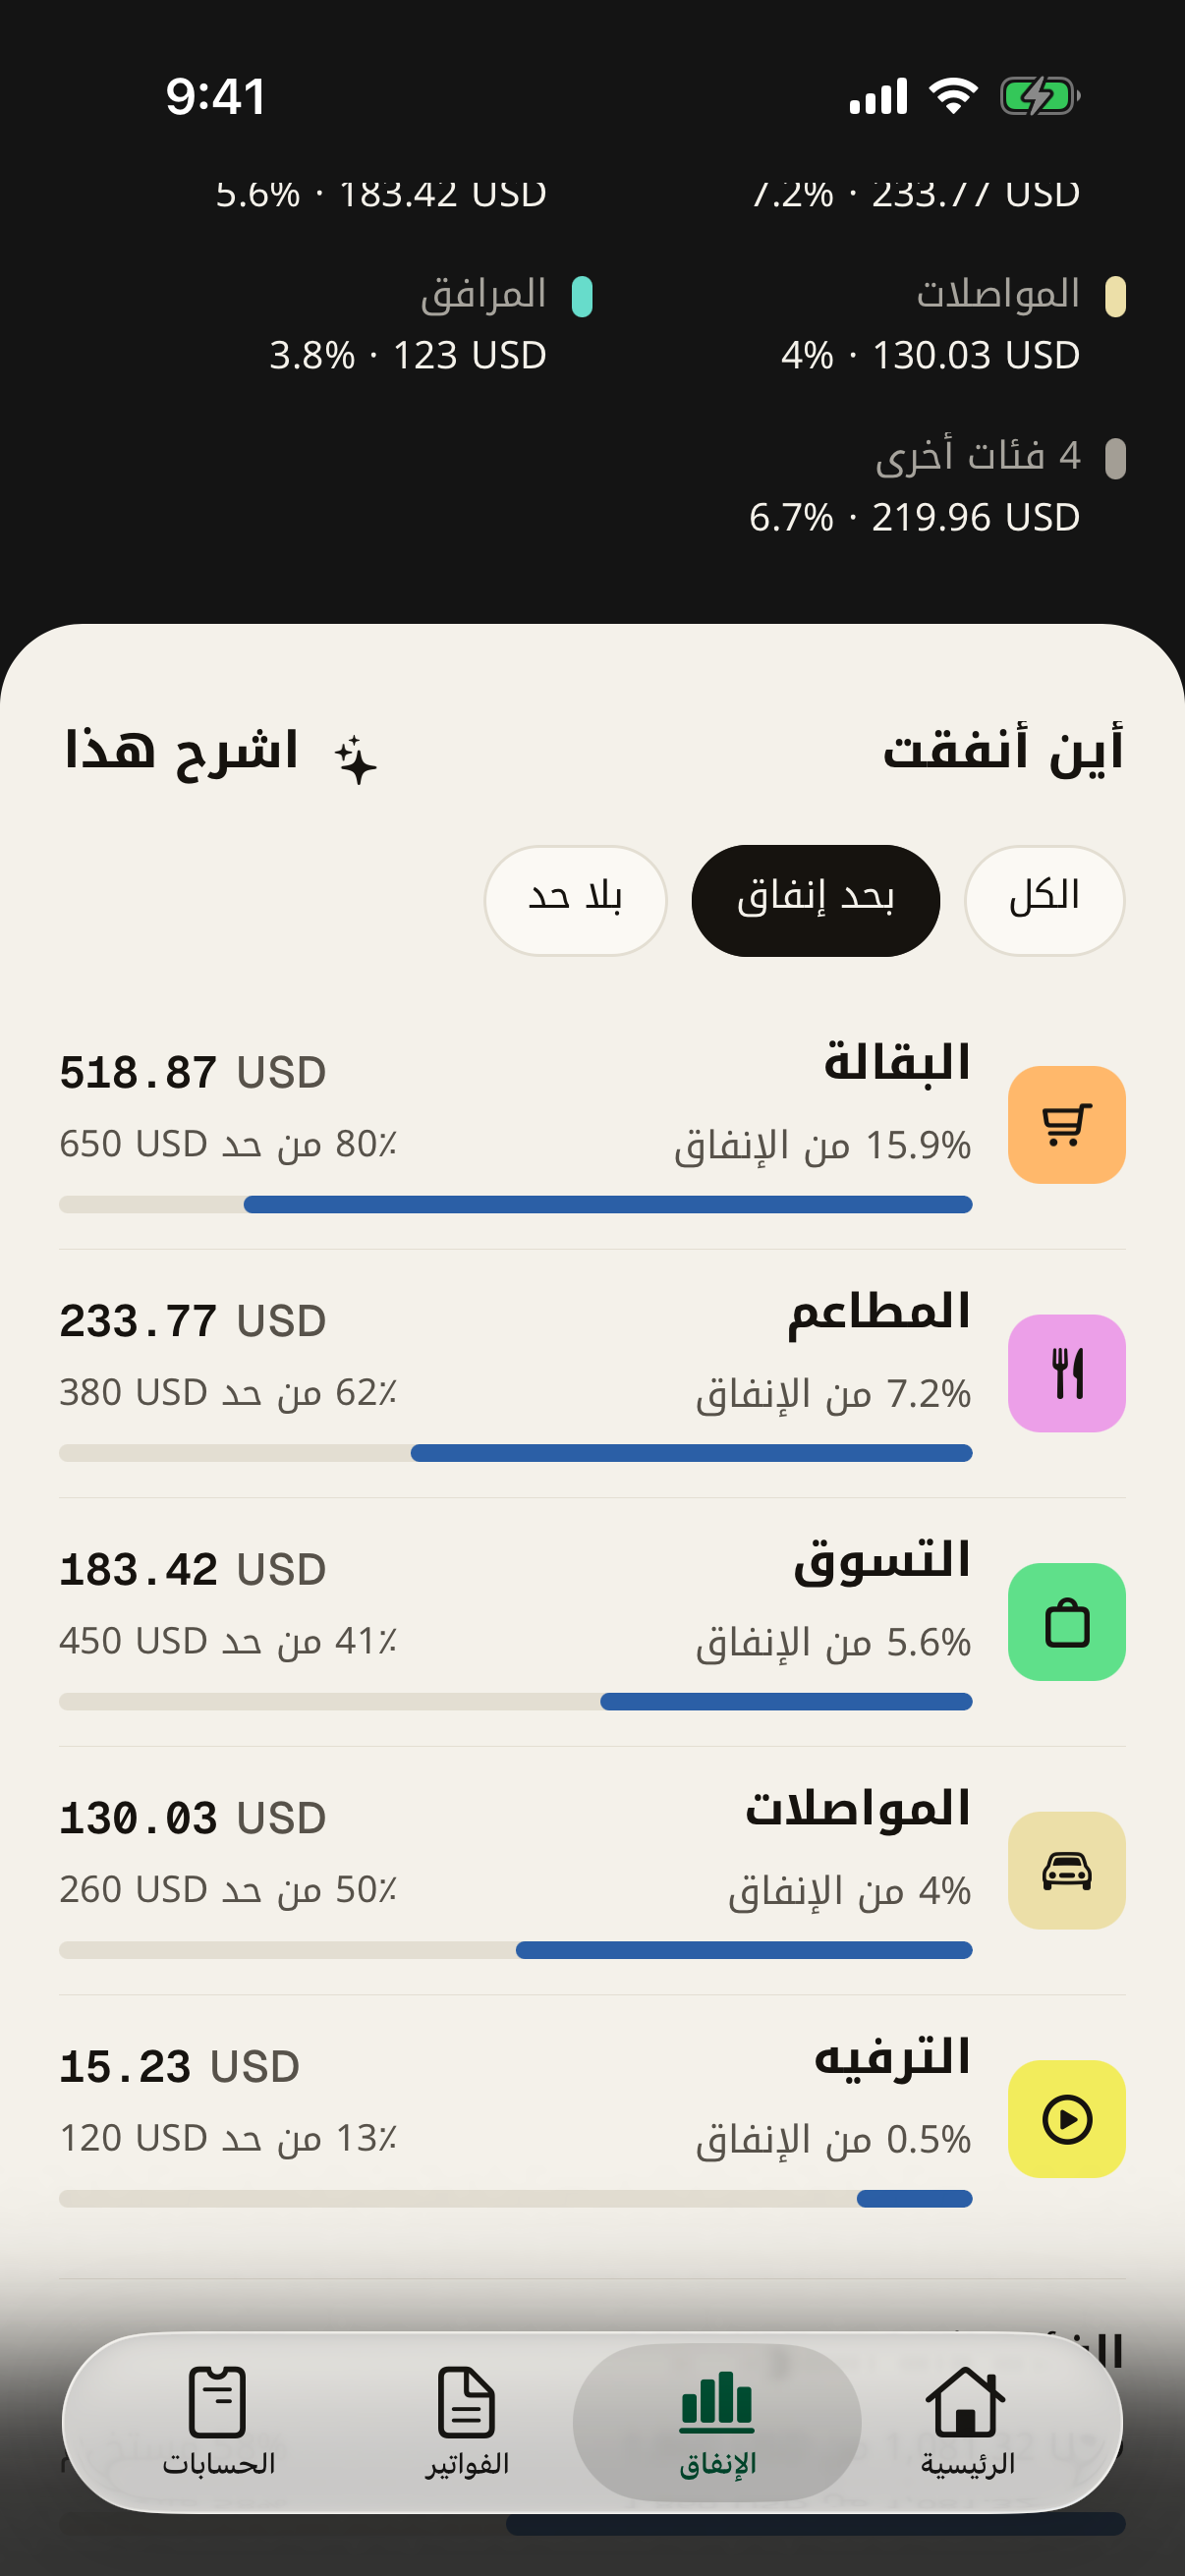 9:41
7.2% · 233.77 USD
5.6% · 183.42 USD
المواصلات
4% · 130.03 USD
المرافق
3.8% · 123 USD
4 فئات أخرى
6.7% · 219.96 USD
أين أنفقت
اشرح هذا
الكل
بحد إنفاق
بلا حد
البقالة
518.87 USD
15.9% من الإنفاق
80٪ من حد 650 USD
المطاعم
233.77 USD
7.2% من الإنفاق
62٪ من حد 380 USD
التسوق
183.42 USD
5.6% من الإنفاق
41٪ من حد 450 USD
المواصلات
130.03 USD
4% من الإنفاق
50٪ من حد 260 USD
الترفيه
15.23 USD
0.5% من الإنفاق
13٪ من حد 120 USD
الرئيسية
الإنفاق
الفواتير
الحسابات